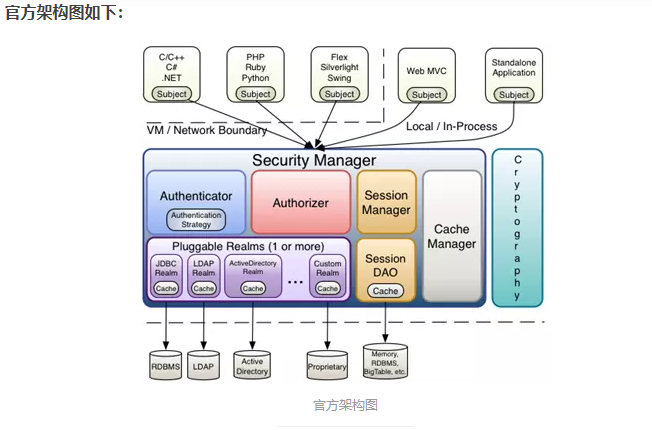 官方架构图如下：
C/C++
C#
.NET
Subject
PHP
Ruby
Python
Subject
Flex
Silverlight
Swing
Subject
Web MVC
Subject
Standalone
Application
Subject
VM / Network Boundary
Local / In-Process
Security Manager
Authenticator
Authentication
Strategy
Authorizer
Session
Manager
Cache
Manager
Cryptography
Pluggable Realms (1 or more)
JDBC
Realm
Cache
LDAP
Realm
Cache
ActiveDirectory
Realm
Cache
...
Custom
Realm
Cache
Session
DAO
Cache
RDBMS
LDAP
Active
Directory
Proprietary
Memory,
RDBMS,
BigTable, etc.
官方架构图